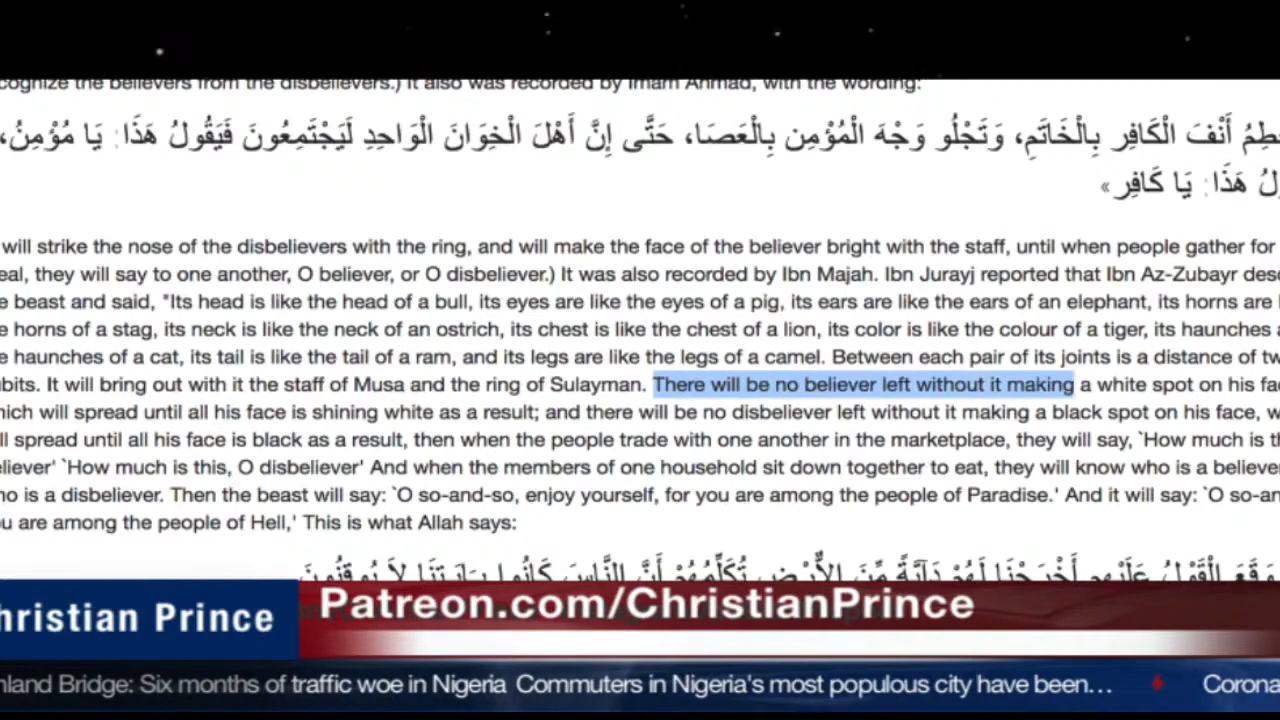 cognize the believers from the disbelievers.) It also was recorded by Imam Ahmad, with the wording:
أَنْفَ الْكَافِرِ بِالْخَاتَمِ، وَتَجْلُو وَجْهَ الْمُؤْمِنِ بِالْعَصَا، حَتَّى إِنَّ أَهْلَ الْخِوَانَ الْوَاحِدِ لَيَجْتَمِعُونَ فَيَقُولُ هَذَا: يَا مُؤْمِنُ،
هَذَا: يَا كَافِر»
will strike the nose of the disbelievers with the ring, and will make the face of the believer bright with the staff, until when people gather for
eal, they will say to one another, O believer, or O disbeliever.) It was also recorded by Ibn Majah. Ibn Jurayj reported that Ibn Az-Zubayr desc
e beast and said, "Its head is like the head of a bull, its eyes are like the eyes of a pig, its ears are like the ears of an elephant, its horns are l
e horns of a stag, its neck is like the neck of an ostrich, its chest is like the chest of a lion, its color is like the colour of a tiger, its haunches a
e haunches of a cat, its tail is like the tail of a ram, and its legs are like the legs of a camel. Between each pair of its joints is a distance of tw
bits. It will bring out with it the staff of Musa and the ring of Sulayman. There will be no believer left without it making a white spot on his fac
hich will spread until all his face is shining white as a result; and there will be no disbeliever left without it making a black spot on his face, w
ll spread until all his face is black as a result, then when the people trade with one another in the marketplace, they will say, `How much is th
eliever' `How much is this, O disbeliever' And when the members of one household sit down together to eat, they will know who is a believe
ho is a disbeliever. Then the beast will say: `O so-and-so, enjoy yourself, for you are among the people of Paradise.' And it will say: `O so-an
u are among the people of Hell,' This is what Allah says:
وَقَعَ الْقَوْلُ عَلَيْهِم أَخْرَجْنَا لَهُمْ دَآبَّةً مِّنَ الاٌّرْضِ تُكَلِّمُهُمْ أَنَّ النَّاسَ كَانُوا بِـَايَـتِنَا لاَ يُوقِنُونَ
hristian Prince
Patreon.com/ChristianPrince
nland Bridge: Six months of traffic woe in Nigeria Commuters in Nigeria's most populous city have been… Corona